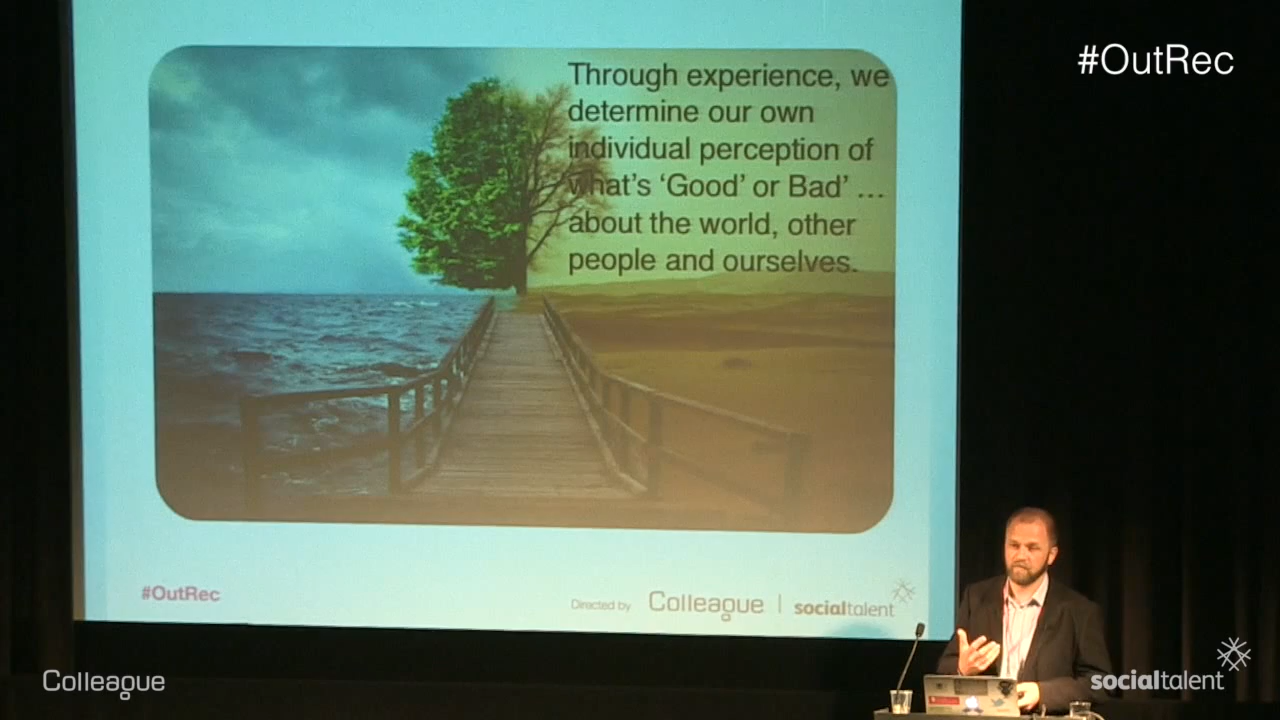 #OutRec
Through experience, we
determine our own
individual perception of
what's ‘Good’ or Bad’ ...
about the world, other
people and ourselves.
#OutRec
Directed by Colleague | socialtalent
Colleague
socialtalent